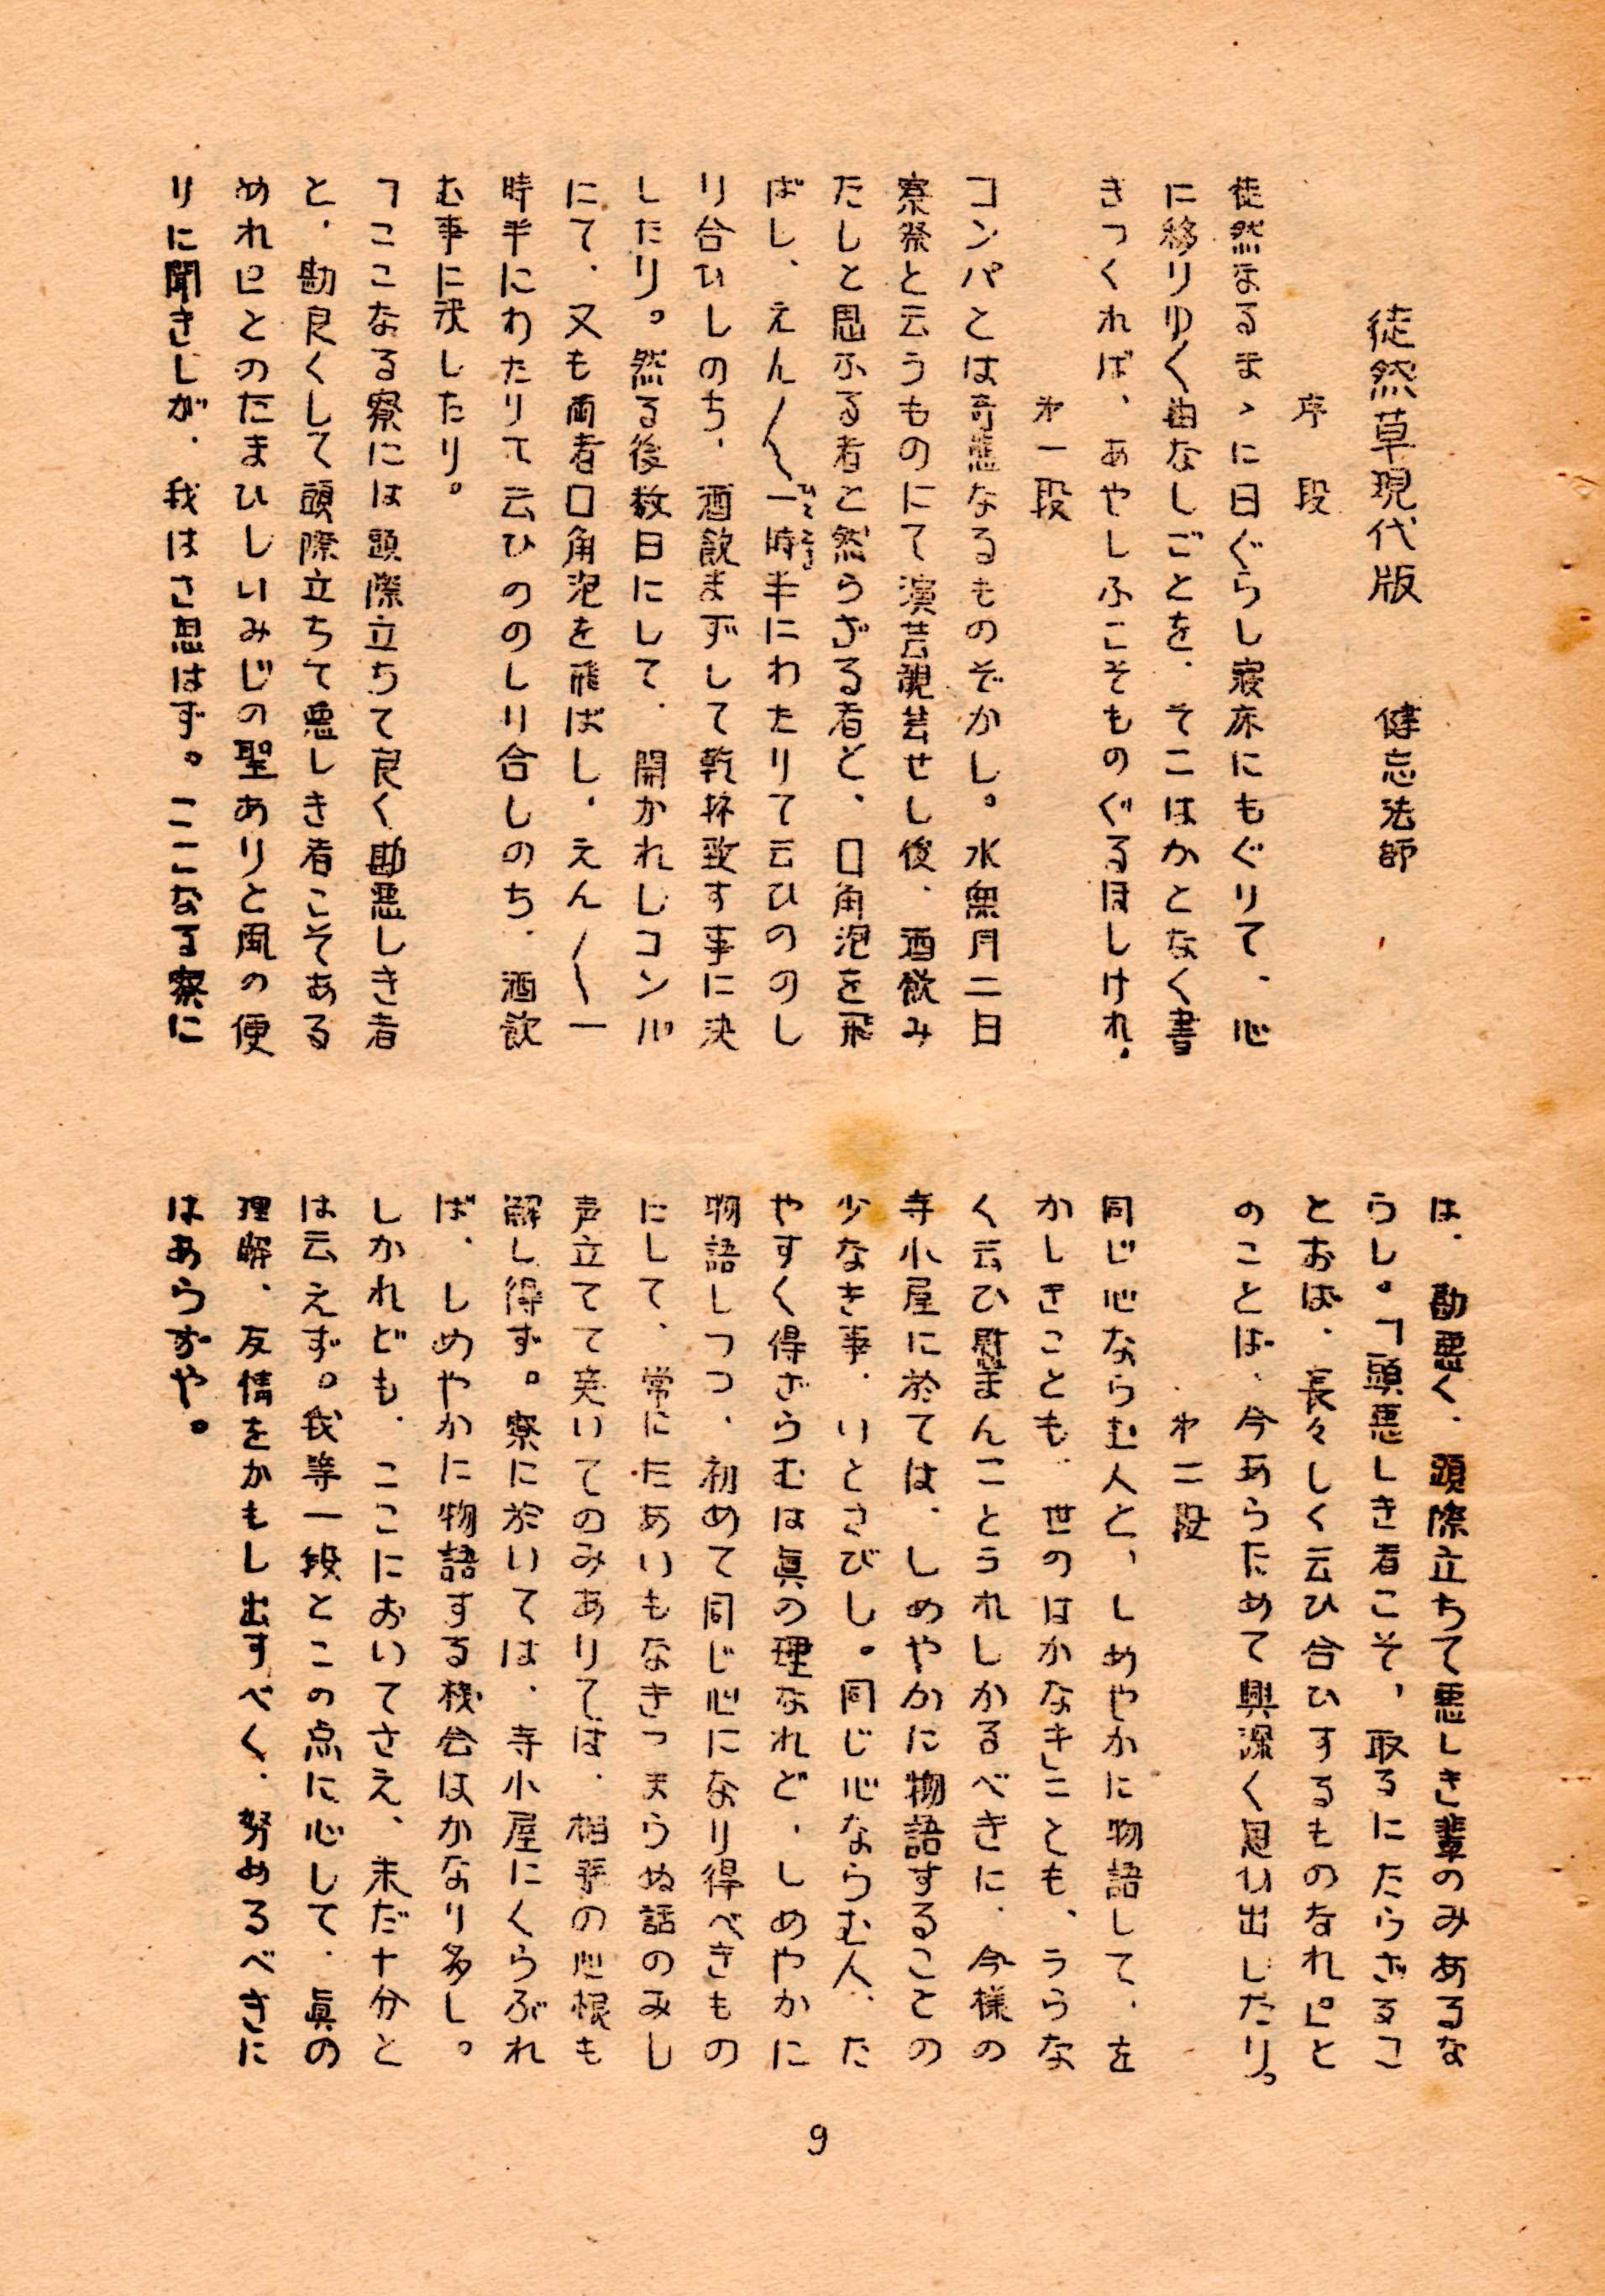 徒然草現代版　　健忘法師
序　段
徒然なるまゝに日ぐらし寝床にもぐりて、心
に移りゆく由なしごとを、そこはかとなく書
きつくれば、あやしふこそものぐるほしけれ。
㐧一段
コンパとは奇態なるものぞかし。水無月二日
寮祭と云うものにて演芸観芸せし後、酒飲み
たしと思ふる者と然らざる者と、口角泡を飛
ばし、えん〱一時半にわたりて云ひののし
り合ひしのち、酒飲まずして乾杯致す事に決
したり。然る後数日にして、開かれしコンパ
にて、又も両者口角泡を飛ばし、えん〱一
時半にわたりて云ひののしり合しのち、酒飲
む事に決したり。
「ここなる寮には頭際立ちて良く勘悪しき者
と、勘良くして頭際立ちて悪しき者こそある
めれ』とのたまひしいみじの聖ありと風の便
りに聞きしが、我はさ思はず。ここなる寮に
は、勘悪く、頭際立ちて悪しき輩のみあるな
らし。「頭悪しき者こそ、取るにたらざるこ
とおば、長々しく云ひ合ひするものなれ』と
のことば、今あらためて興深く思ひ出したり。
㐧二段
同じ心ならむ人と、しめやかに物語して、を
かしきことも、世のはかなきことも、うらな
く云ひ慰まんことうれしかるべきに、今様の
寺小屋に於ては、しめやかに物語することの
少なき事、いとさびし。同じ心ならむ人、た
やすく得ざらむは眞の理なれど、しめやかに
物語しつつ、初めて同じ心になり得べきもの
にして、常にたあいもなきつまらぬ話のみし
声立てて笑いてのみありては、相手の心根も
解し得ず。寮に於いては、寺小屋にくらぶれ
ば、しめやかに物語する機会はかなり多し。
しかれども、ここにおいてさえ、未だ十分と
は云えず。我等一段とこの点に心して、眞の
理解、友情をかもし出すべく、努めるべきに
はあらずや。
9